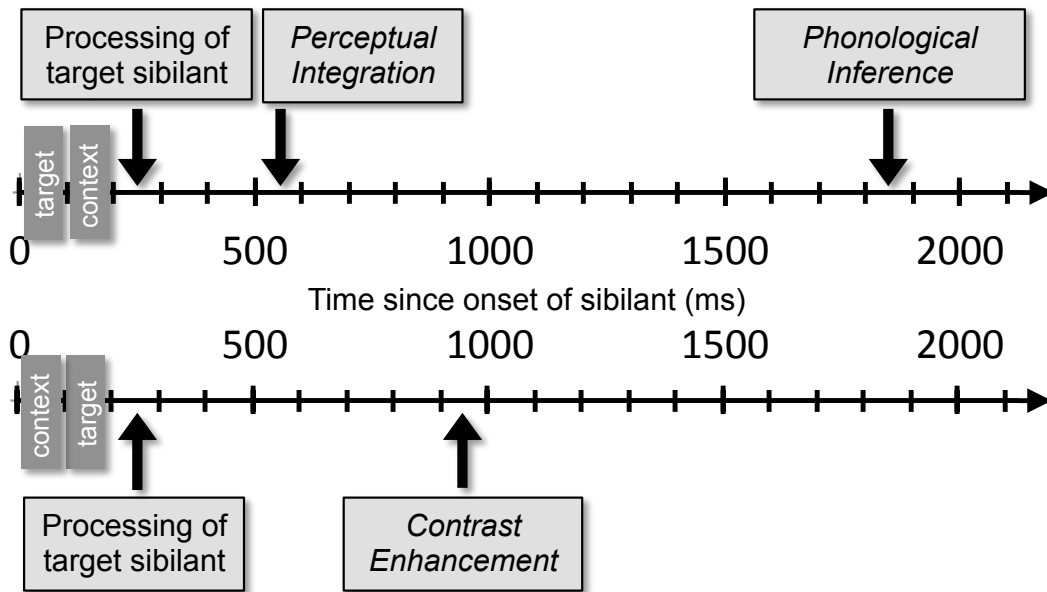 Processing of
target sibilant
Perceptual
Integration
Phonological
Inference
target
context
0 500 1000 1500 2000
Time since onset of sibilant (ms)
0 500 1000 1500 2000
context
target
Processing of
target sibilant
Contrast
Enhancement